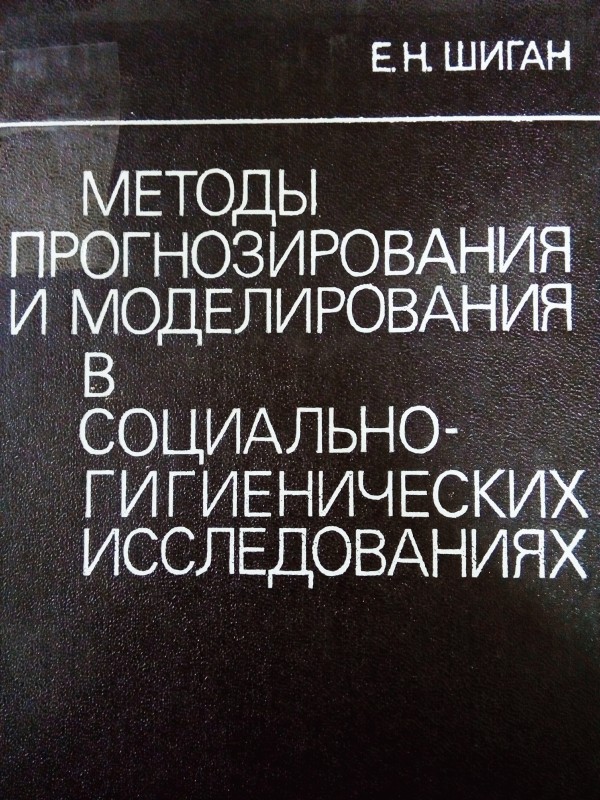 Е.Н. ШИГАН
МЕТОДЫ
ПРОГНОЗИРОВАНИЯ
И МОДЕЛИРОВАНИЯ
В
СОЦИАЛЬНО-
ГИГИЕНИЧЕСКИХ
ИССЛЕДОВАНИЯХ